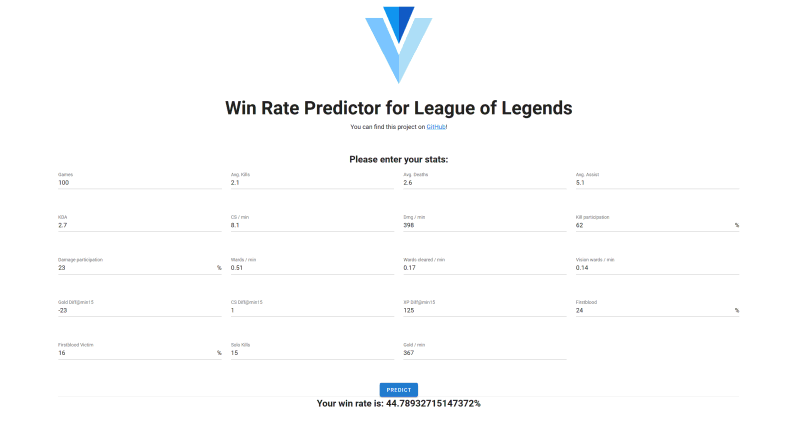 Win Rate Predictor for League of Legends
You can find this project on GitHub!
Please enter your stats:
Games Avg. Kills Avg. Deaths Avg. Assist
100 2.1 2.6 5.1
KDA CS / min Dmg / min Kill participation
2.7 8.1 398 62 %
Damage participation Wards / min Wards cleared / min Vision wards / min
23 % 0.51 0.17 0.14
Gold Diff@min15 CS Diff@min15 XP Diff@min15 Firstblood
-23 1 125 24 %
Firstblood Victim Solo Kills Gold / min
16 % 15 367
PREDICT
Your win rate is: 44.78932715147372%